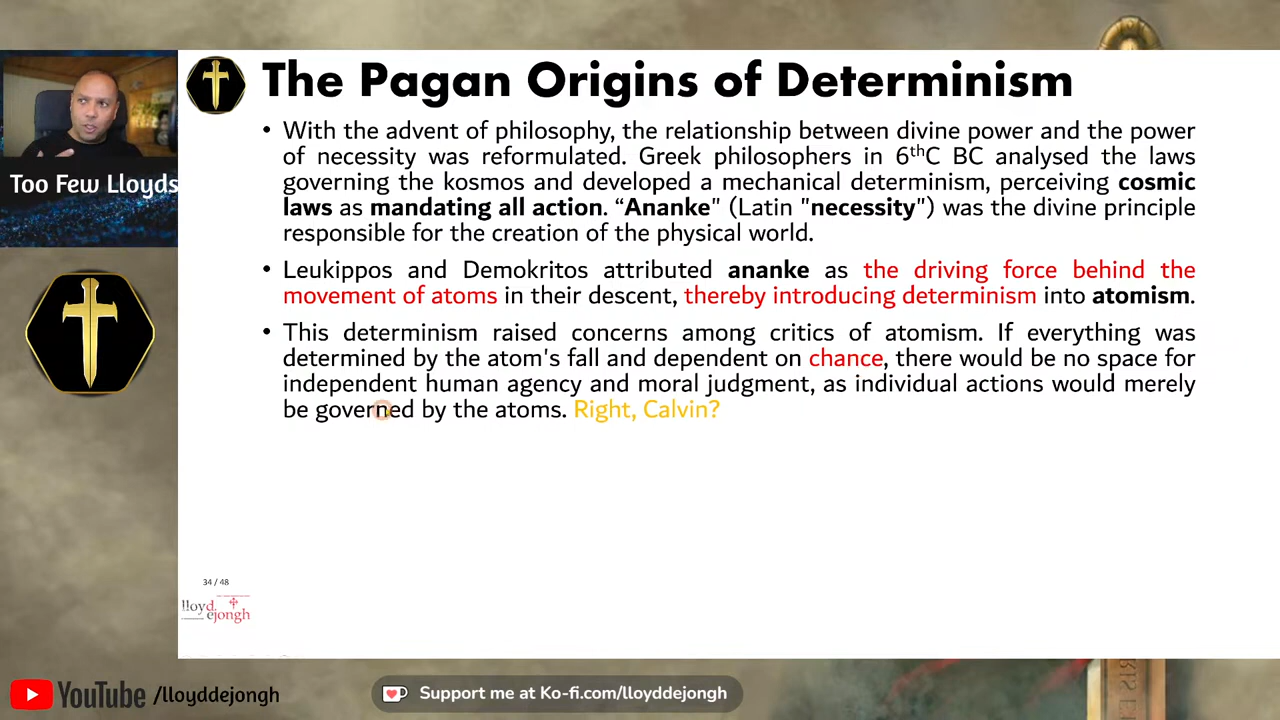 The Pagan Origins of Determinism
• With the advent of philosophy, the relationship between divine power and the power
of necessity was reformulated. Greek philosophers in 6thC BC analysed the laws
governing the kosmos and developed a mechanical determinism, perceiving cosmic
laws as mandating all action. “Ananke" (Latin "necessity") was the divine principle
responsible for the creation of the physical world.
• Leukippos and Demokritos attributed ananke as the driving force behind the
movement of atoms in their descent, thereby introducing determinism into atomism.
• This determinism raised concerns among critics of atomism. If everything was
determined by the atom's fall and dependent on chance, there would be no space for
independent human agency and moral judgment, as individual actions would merely
be governed by the atoms. Right, Calvin?
Too Few Lloyds
34 / 48
lloyd
ejongh
YouTube /lloyddejongh
Support me at Ko-fi.com/lloyddejongh